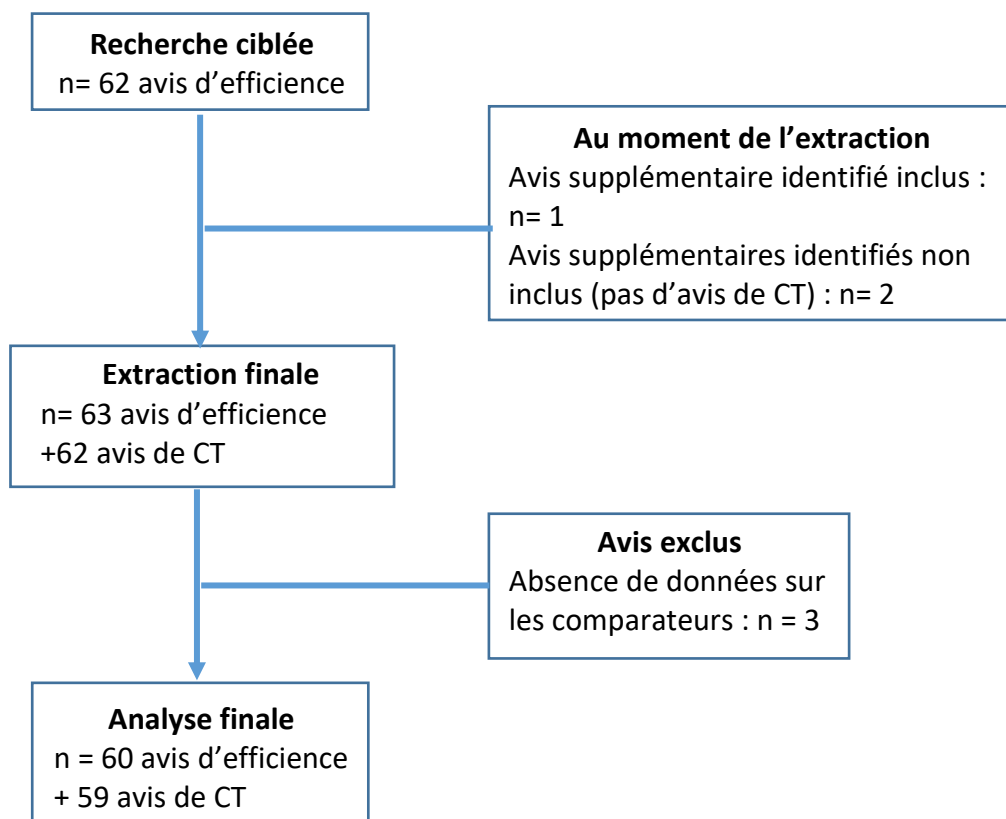 Recherche ciblée
n= 62 avis d’efficience
Au moment de l’extraction
Avis supplémentaire identifié inclus :
n= 1
Avis supplémentaires identifiés non
inclus (pas d’avis de CT) : n= 2
Extraction finale
n= 63 avis d’efficience
+62 avis de CT
Avis exclus
Absence de données sur
les comparateurs : n = 3
Analyse finale
n = 60 avis d’efficience
+ 59 avis de CT